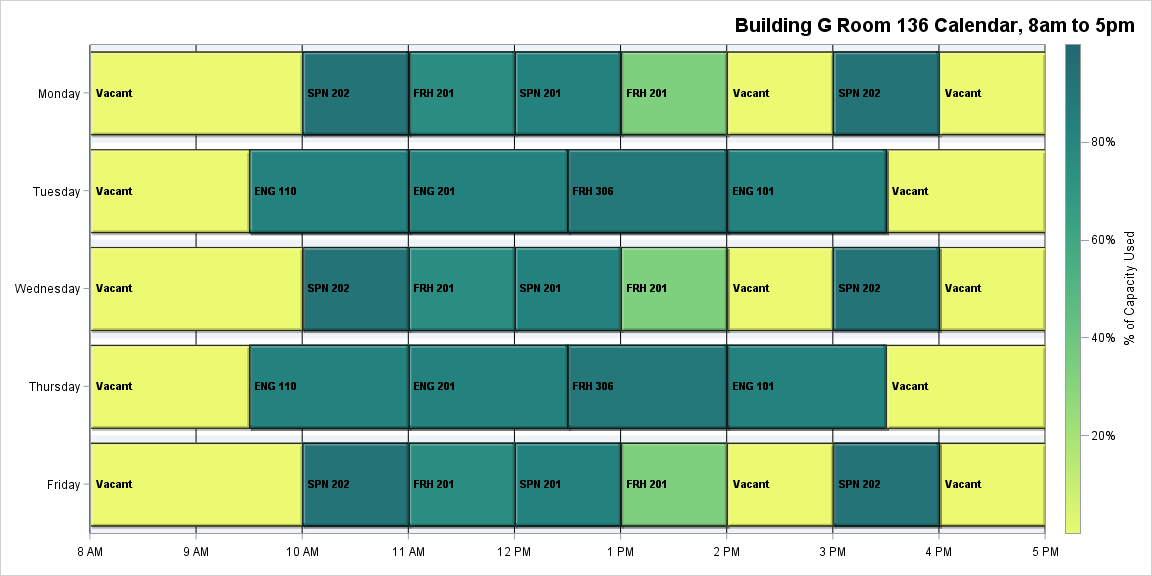 Building G Room 136 Calendar, 8am to 5pm
Monday
Vacant SPN 202 FRH 201 SPN 201 FRH 201 Vacant SPN 202 Vacant
Tuesday
Vacant ENG 110 ENG 201 FRH 306 ENG 101 Vacant
Wednesday
Vacant SPN 202 FRH 201 SPN 201 FRH 201 Vacant SPN 202 Vacant
Thursday
Vacant ENG 110 ENG 201 FRH 306 ENG 101 Vacant
Friday
Vacant SPN 202 FRH 201 SPN 201 FRH 201 Vacant SPN 202 Vacant
8 AM 9 AM 10 AM 11 AM 12 PM 1 PM 2 PM 3 PM 4 PM 5 PM
80%
60%
40%
20%
% of Capacity Used